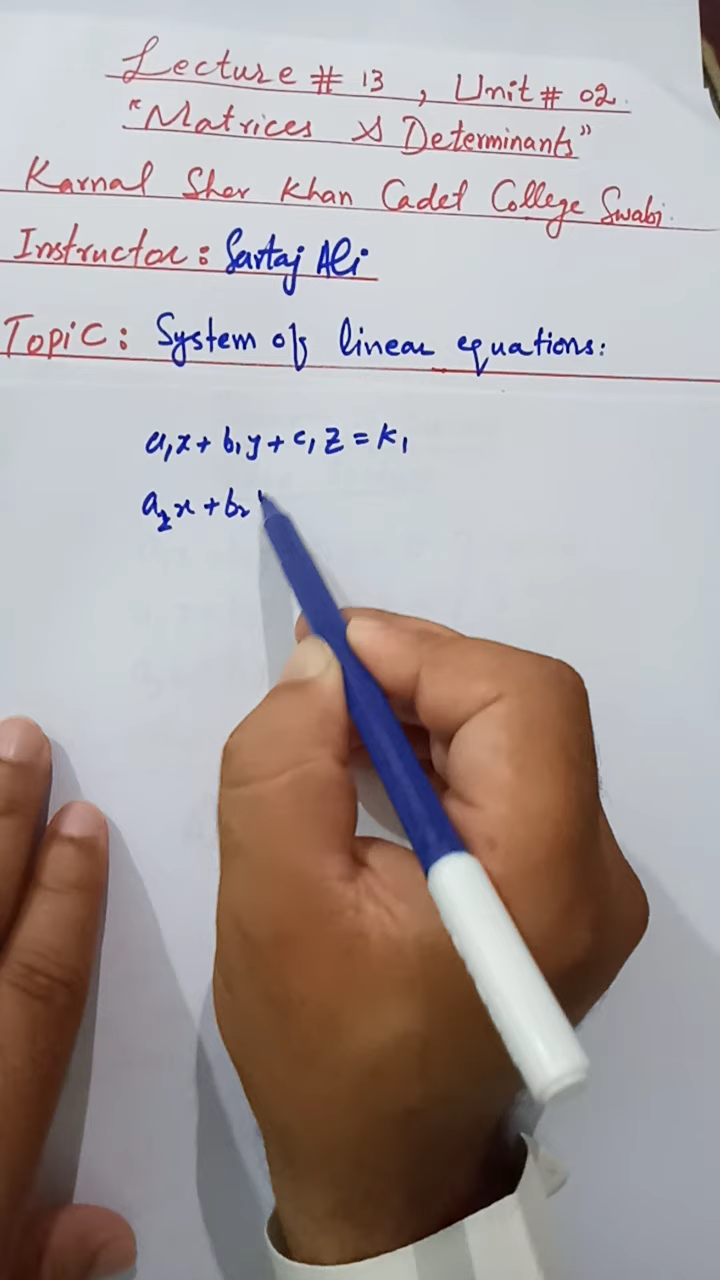 Lecture # 13 , Unit # 02.
"Matrices & Determinants"
Karnal Sher Khan Cadet College Swabi.
Instructor: Sartaj Ali
Topic: System of linear equations:
a₁x + b₁y + c₁z = k₁
a₂x + b₂